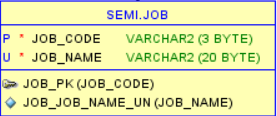 SEMI.JOB
P * JOB_CODE VARCHAR2 (3 BYTE)
U * JOB_NAME VARCHAR2 (20 BYTE)
JOB_PK (JOB_CODE)
JOB_JOB_NAME_UN (JOB_NAME)